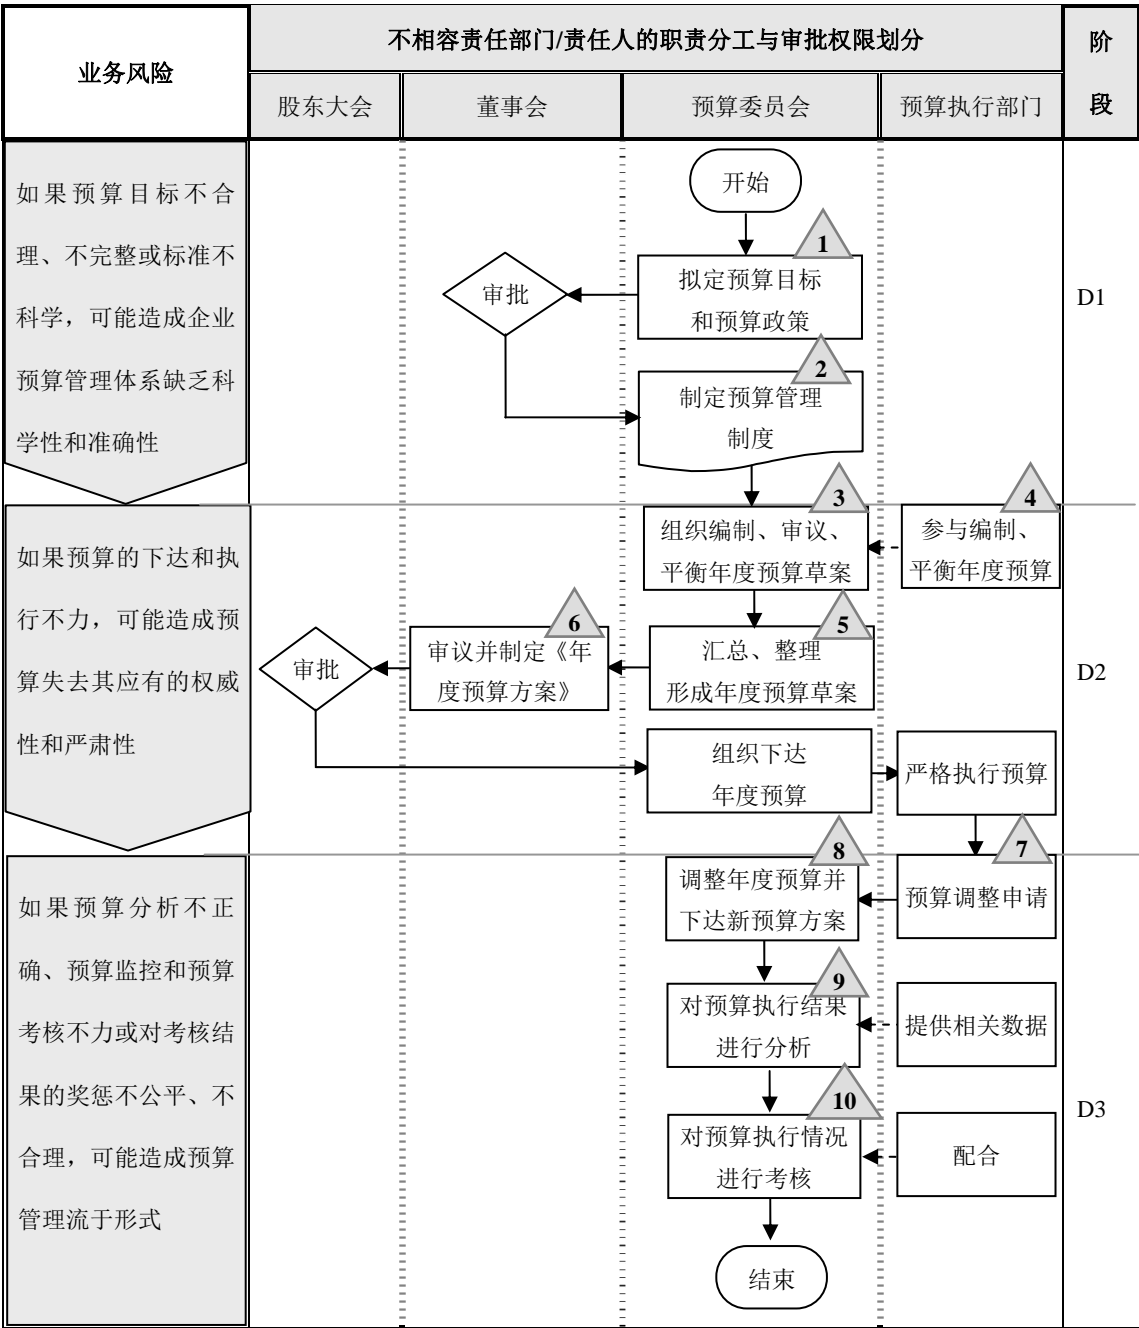 业务风险
不相容责任部门/责任人的职责分工与审批权限划分
阶
段
股东大会
董事会
预算委员会
预算执行部门
如果预算目标不合
理、不完整或标准不
科学，可能造成企业
预算管理体系缺乏科
学性和准确性
开始
1
拟定预算目标
和预算政策
审批
2
制定预算管理
制度
D1
如果预算的下达和执
行不力，可能造成预
算失去其应有的权威
性和严肃性
3
组织编制、审议、
平衡年度预算草案
4
参与编制、
平衡年度预算
5
汇总、整理
形成年度预算草案
6
审议并制定《年
度预算方案》
审批
组织下达
年度预算
严格执行预算
D2
如果预算分析不正
确、预算监控和预算
考核不力或对考核结
果的奖惩不公平、不
合理，可能造成预算
管理流于形式
7
预算调整申请
8
调整年度预算并
下达新预算方案
9
对预算执行结果
进行分析
提供相关数据
10
对预算执行情况
进行考核
配合
结束
D3